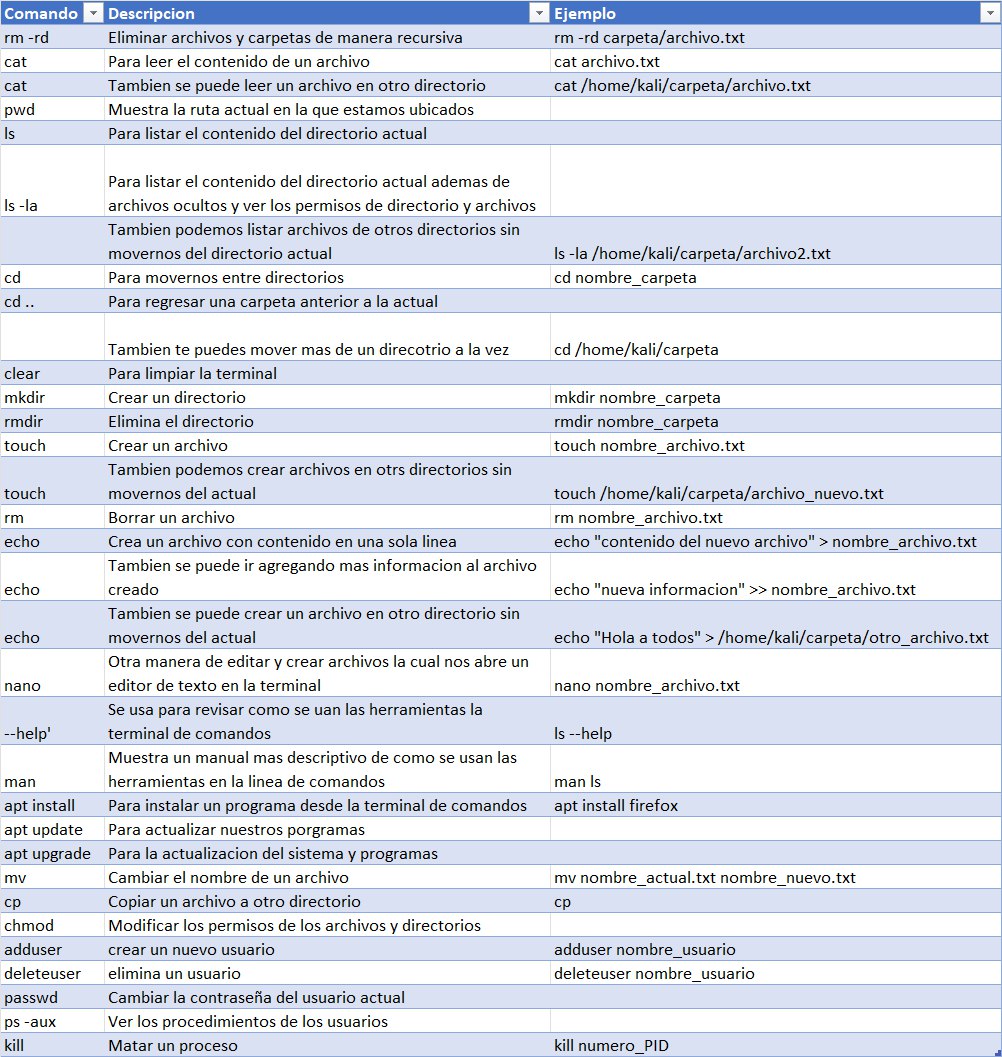 Comando Descripcion Ejemplo
rm -rd Eliminar archivos y carpetas de manera recursiva rm -rd carpeta/archivo.txt
cat Para leer el contenido de un archivo cat archivo.txt
cat Tambien se puede leer un archivo en otro directorio cat /home/kali/carpeta/archivo.txt
pwd Muestra la ruta actual en la que estamos ubicados
ls Para listar el contenido del directorio actual
Para listar el contenido del directorio actual ademas de
ls -la archivos ocultos y ver los permisos de directorio y archivos
Tambien podemos listar archivos de otros directorios sin
movernos del directorio actual ls -la /home/kali/carpeta/archivo2.txt
cd Para movernos entre directorios cd nombre_carpeta
cd .. Para regresar una carpeta anterior a la actual
Tambien te puedes mover mas de un direcotrio a la vez cd /home/kali/carpeta
clear Para limpiar la terminal
mkdir Crear un directorio mkdir nombre_carpeta
rmdir Elimina el directorio rmdir nombre_carpeta
touch Crear un archivo touch nombre_archivo.txt
Tambien podemos crear archivos en otrs directorios sin
touch movernos del actual touch /home/kali/carpeta/archivo_nuevo.txt
rm Borrar un archivo rm nombre_archivo.txt
echo Crea un archivo con contenido en una sola linea echo "contenido del nuevo archivo" > nombre_archivo.txt
Tambien se puede ir agregando mas informacion al archivo
echo creado echo "nueva informacion" >> nombre_archivo.txt
Tambien se puede crear un archivo en otro directorio sin
echo movernos del actual echo "Hola a todos" > /home/kali/carpeta/otro_archivo.txt
Otra manera de editar y crear archivos la cual nos abre un
nano editor de texto en la terminal nano nombre_archivo.txt
Se usa para revisar como se uan las herramientas la
--help' terminal de comandos ls --help
Muestra un manual mas descriptivo de como se usan las
man herramientas en la linea de comandos man ls
apt install Para instalar un programa desde la terminal de comandos apt install firefox
apt update Para actualizar nuestros porgramas
apt upgrade Para la actualizacion del sistema y programas
mv Cambiar el nombre de un archivo mv nombre_actual.txt nombre_nuevo.txt
cp Copiar un archivo a otro directorio cp
chmod Modificar los permisos de los archivos y directorios
adduser crear un nuevo usuario adduser nombre_usuario
deleteuser elimina un usuario deleteuser nombre_usuario
passwd Cambiar la contraseña del usuario actual
ps -aux Ver los procedimientos de los usuarios
kill Matar un proceso kill numero_PID